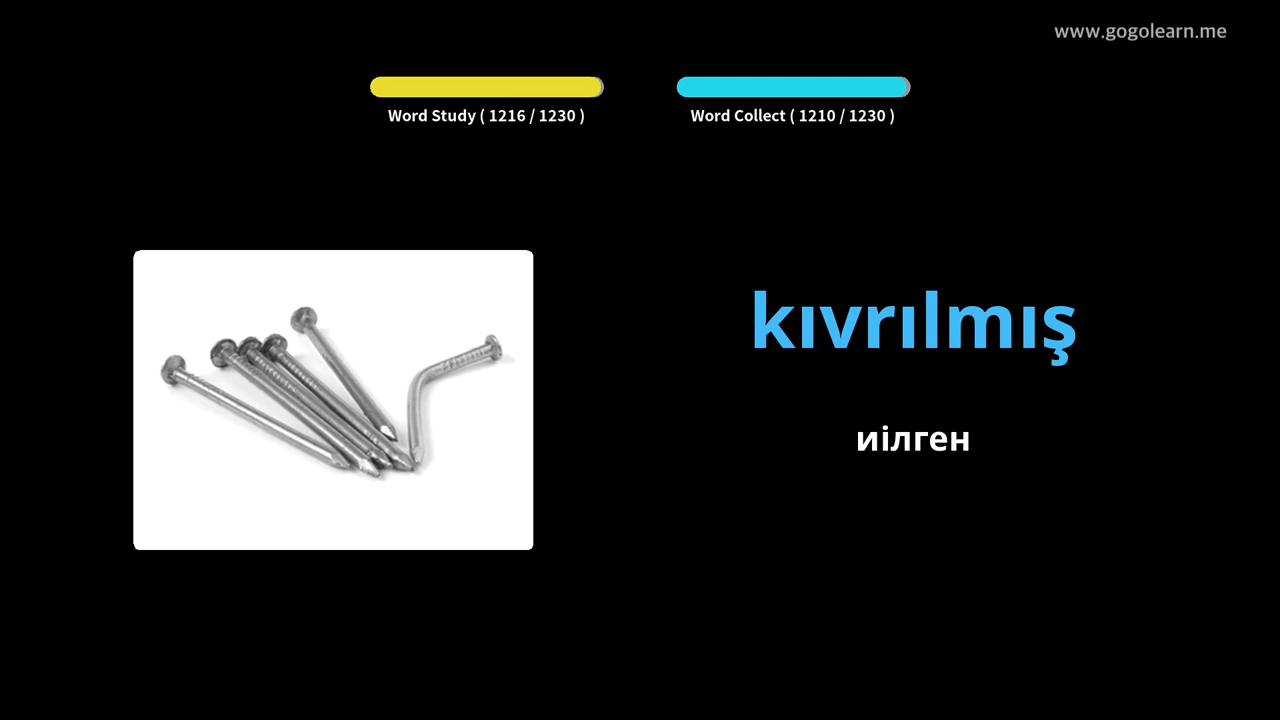 www.gogolearn.me
Word Study ( 1216 / 1230 )
Word Collect ( 1210 / 1230 )
kıvrılmış
иілген